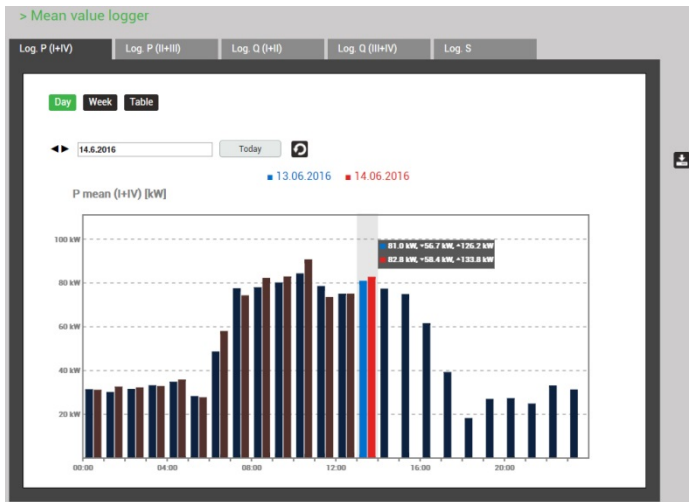 > Mean value logger
Log. P (I+IV) Log. P (II+III) Log. Q (I+II) Log. Q (III+IV) Log. S
Day Week Table
14.6.2016 Today
13.06.2016 14.06.2016
P mean (I+IV) [kW]
100 kW
81.0 kW, -56.7 kW, ^126.2 kW
82.8 kW, -58.4 kW, ^133.8 kW
80 kW
60 kW
40 kW
20 kW
00:00 04:00 08:00 12:00 16:00 20:00